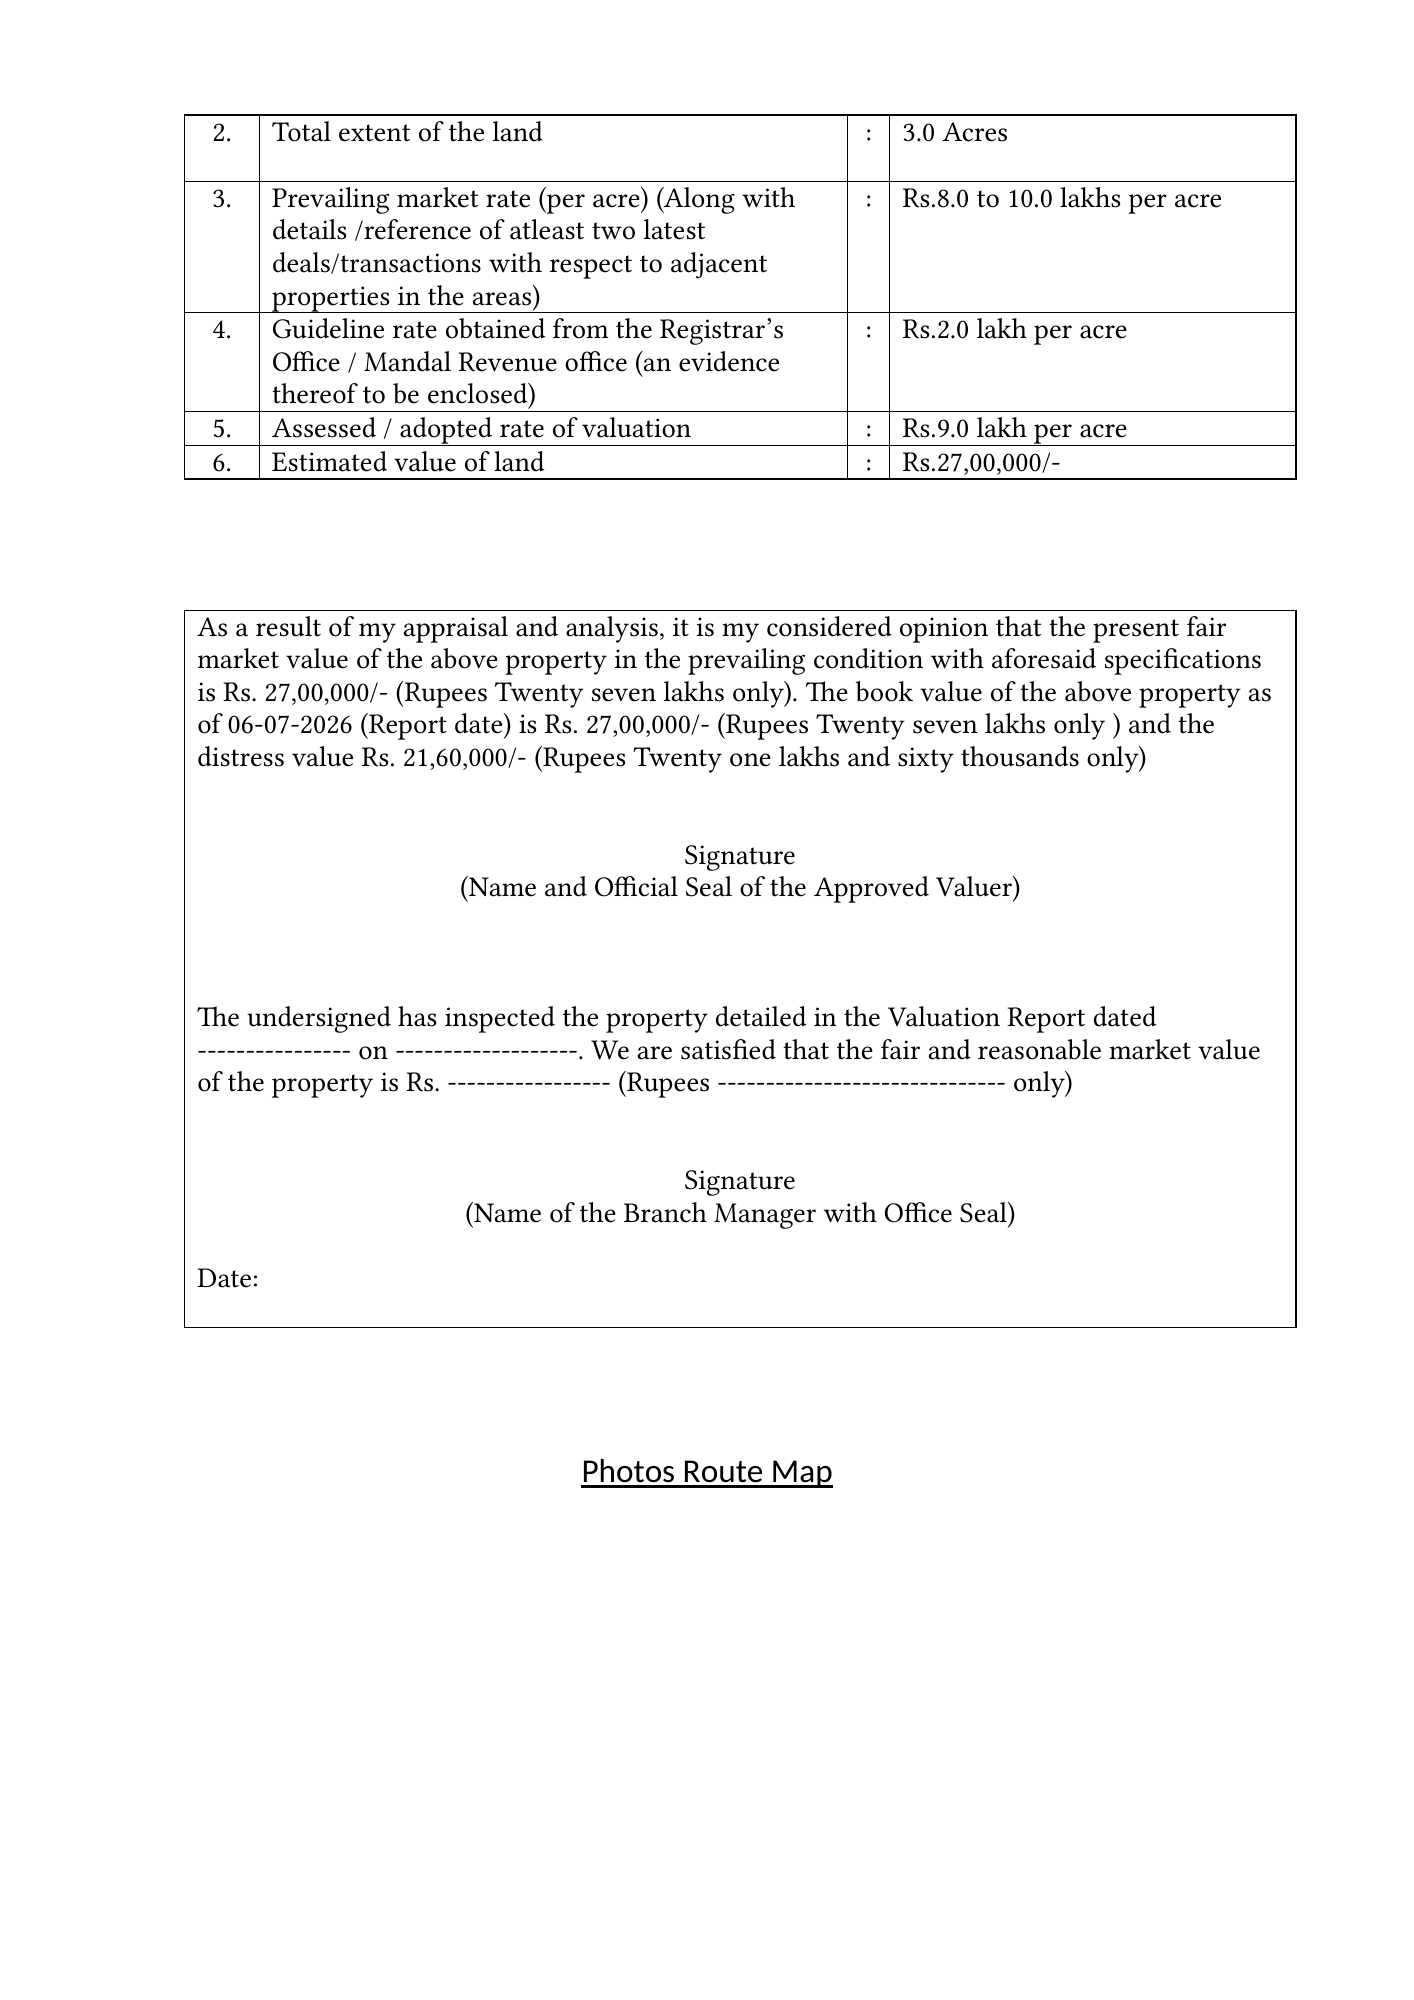 2. Total extent of the land : 3.0 Acres
3. Prevailing market rate (per acre) (Along with : Rs.8.0 to 10.0 lakhs per acre
details /reference of atleast two latest
deals/transactions with respect to adjacent
properties in the areas)
4. Guideline rate obtained from the Registrar’s : Rs.2.0 lakh per acre
Office / Mandal Revenue office (an evidence
thereof to be enclosed)
5. Assessed / adopted rate of valuation : Rs.9.0 lakh per acre
6. Estimated value of land : Rs.27,00,000/-
As a result of my appraisal and analysis, it is my considered opinion that the present fair
market value of the above property in the prevailing condition with aforesaid specifications
is Rs. 27,00,000/- (Rupees Twenty seven lakhs only). The book value of the above property as
of 06-07-2026 (Report date) is Rs. 27,00,000/- (Rupees Twenty seven lakhs only ) and the
distress value Rs. 21,60,000/- (Rupees Twenty one lakhs and sixty thousands only)
Signature
(Name and Official Seal of the Approved Valuer)
The undersigned has inspected the property detailed in the Valuation Report dated
---------------- on -------------------. We are satisfied that the fair and reasonable market value
of the property is Rs. ----------------- (Rupees ------------------------------ only)
Signature
(Name of the Branch Manager with Office Seal)
Date:
Photos Route Map